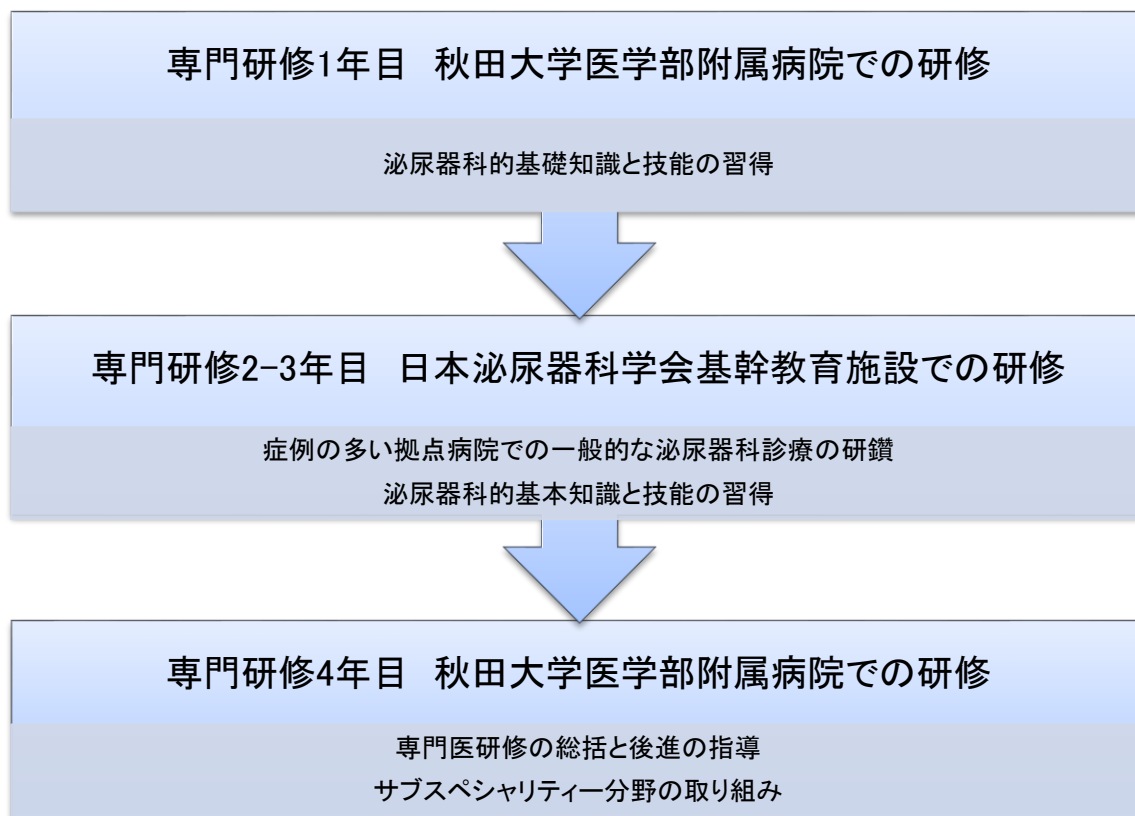 専門研修1年目　秋田大学医学部附属病院での研修
泌尿器科的基礎知識と技能の習得
専門研修2-3年目　日本泌尿器科学会基幹教育施設での研修
症例の多い拠点病院での一般的な泌尿器科診療の研鑽
泌尿器科的基本知識と技能の習得
専門研修4年目　秋田大学医学部附属病院での研修
専門医研修の総括と後進の指導
サブスペシャリティー分野の取り組み